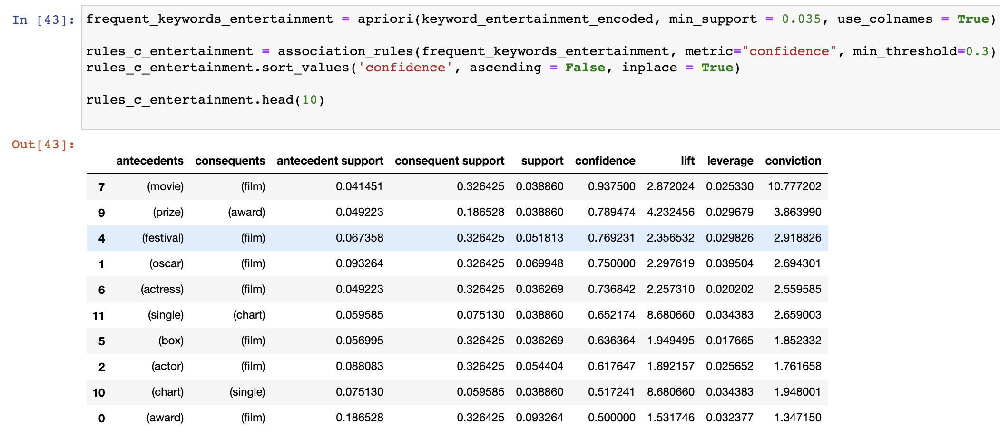 In [43]: frequent_keywords_entertainment = apriori(keyword_entertainment_encoded, min_support = 0.035, use_colnames = True)
rules_c_entertainment = association_rules(frequent_keywords_entertainment, metric="confidence", min_threshold=0.3)
rules_c_entertainment.sort_values('confidence', ascending = False, inplace = True)
rules_c_entertainment.head(10)
Out[43]:
antecedents consequents antecedent support consequent support support confidence lift leverage conviction
7 (movie) (film) 0.041451 0.326425 0.038860 0.937500 2.872024 0.025330 10.777202
9 (prize) (award) 0.049223 0.186528 0.038860 0.789474 4.232456 0.029679 3.863990
4 (festival) (film) 0.067358 0.326425 0.051813 0.769231 2.356532 0.029826 2.918826
1 (oscar) (film) 0.093264 0.326425 0.069948 0.750000 2.297619 0.039504 2.694301
6 (actress) (film) 0.049223 0.326425 0.036269 0.736842 2.257310 0.020202 2.559585
11 (single) (chart) 0.059585 0.075130 0.038860 0.652174 8.680660 0.034383 2.659003
5 (box) (film) 0.056995 0.326425 0.036269 0.636364 1.949495 0.017665 1.852332
2 (actor) (film) 0.088083 0.326425 0.054404 0.617647 1.892157 0.025652 1.761658
10 (chart) (single) 0.075130 0.059585 0.038860 0.517241 8.680660 0.034383 1.948001
0 (award) (film) 0.186528 0.326425 0.093264 0.500000 1.531746 0.032377 1.347150